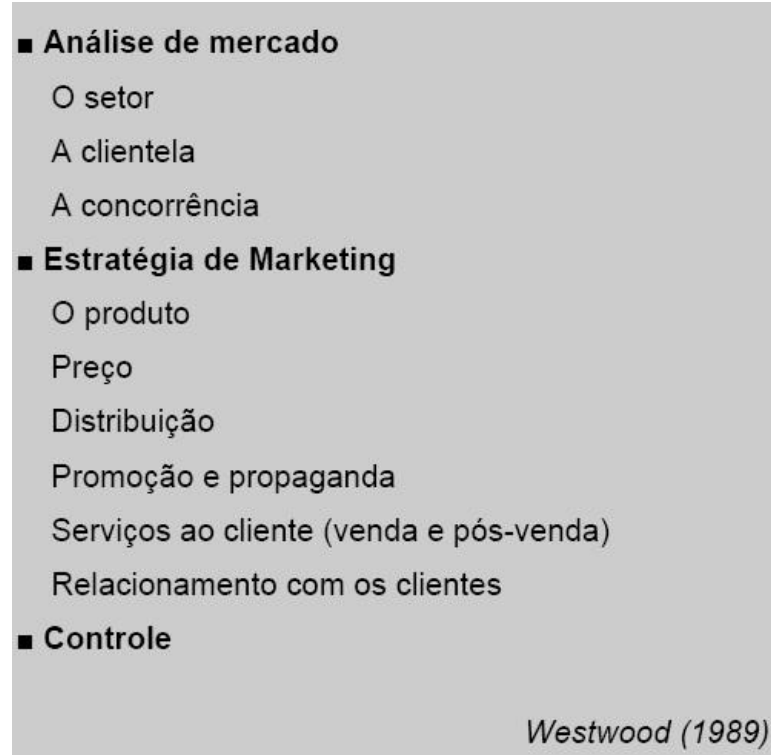 ■ Análise de mercado
O setor
A clientela
A concorrência
■ Estratégia de Marketing
O produto
Preço
Distribuição
Promoção e propaganda
Serviços ao cliente (venda e pós-venda)
Relacionamento com os clientes
■ Controle
Westwood (1989)